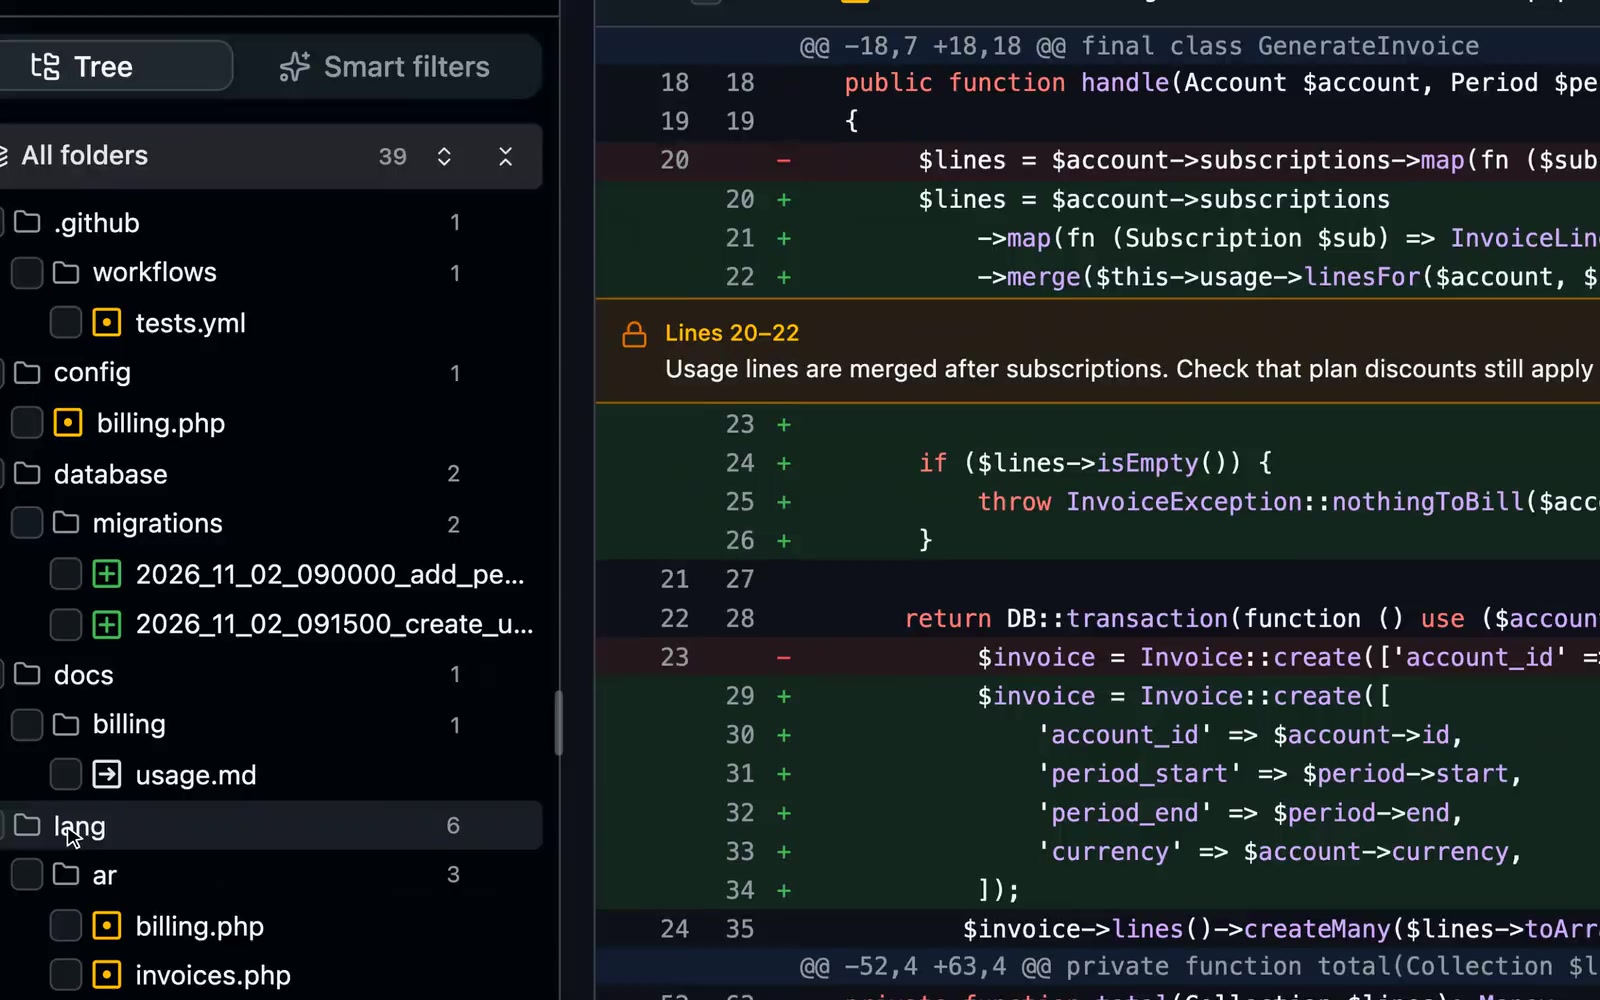 Tree
Smart filters
All folders 39
.github 1
workflows 1
tests.yml
config 1
billing.php
database 2
migrations 2
2026_11_02_090000_add_pe...
2026_11_02_091500_create_u...
docs 1
billing 1
usage.md
lang 6
ar 3
billing.php
invoices.php
@@ -18,7 +18,18 @@ final class GenerateInvoice
18 18 public function handle(Account $account, Period $pe
19 19 {
20 - $lines = $account->subscriptions->map(fn ($sub
20 + $lines = $account->subscriptions
21 + ->map(fn (Subscription $sub) => InvoiceLin
22 + ->merge($this->usage->linesFor($account, $
Lines 20–22
Usage lines are merged after subscriptions. Check that plan discounts still apply
23 +
24 + if ($lines->isEmpty()) {
25 + throw InvoiceException::nothingToBill($acc
26 + }
21 27
22 28 return DB::transaction(function () use ($accoun
23 - $invoice = Invoice::create(['account_id' =
29 + $invoice = Invoice::create([
30 + 'account_id' => $account->id,
31 + 'period_start' => $period->start,
32 + 'period_end' => $period->end,
33 + 'currency' => $account->currency,
34 + ]);
24 35 $invoice->lines()->createMany($lines->toArr
@@ -52,4 +63,4 @@ private function total(Collection $l